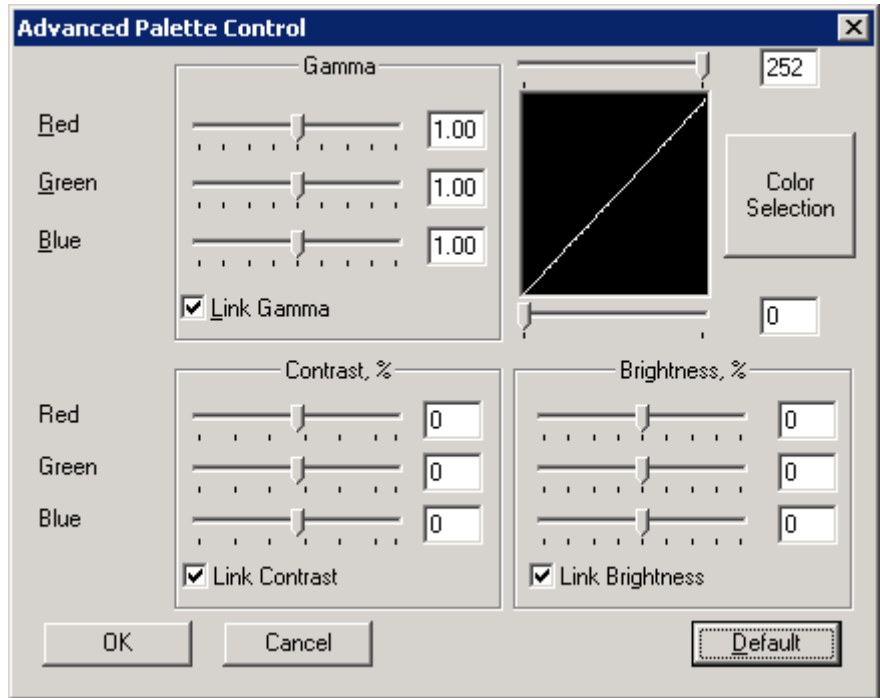 Advanced Palette Control
Gamma
252
Red
1.00
Green
1.00
Blue
1.00
Link Gamma
Color
Selection
0
Contrast, %
Brightness, %
Red
0
0
Green
0
0
Blue
0
0
Link Contrast
Link Brightness
OK
Cancel
Default